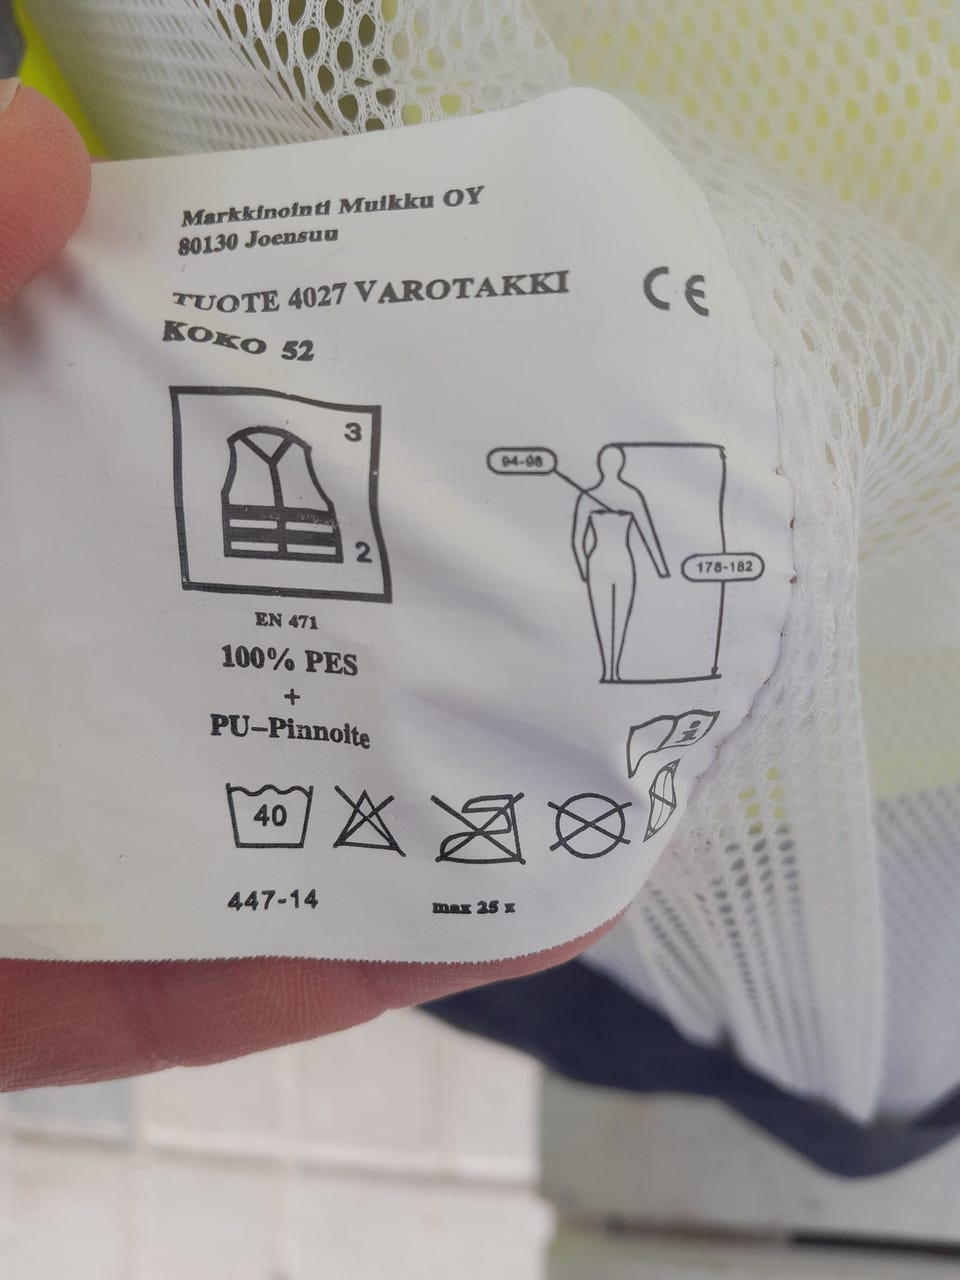 Markkinointi Muikku OY
80130 Joensuu
TUOTE 4027 VAROTAKKI
CE
KOKO 52
3
2
94-98
178-182
EN 471
100% PES
+
PU-Pinnoite
i
40
447-14
max 25 x